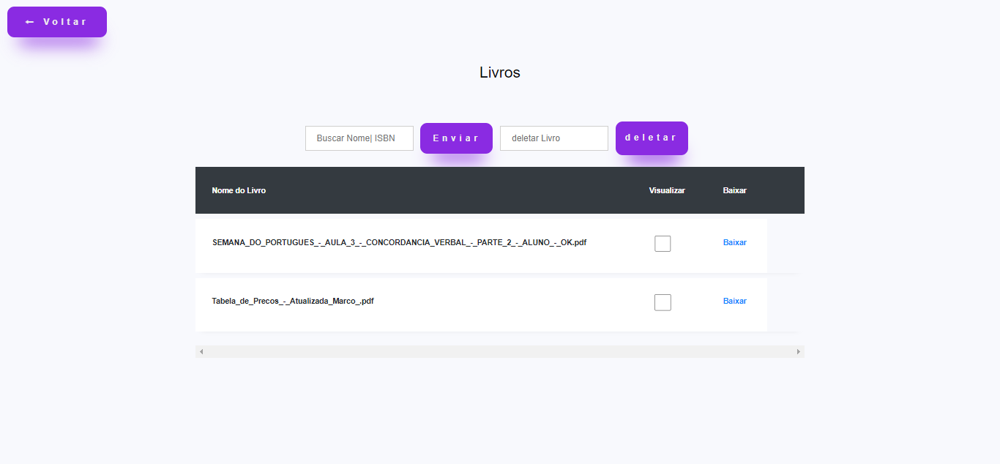 ← Voltar
Livros
Buscar Nome| ISBN Enviar deletar Livro deletar
Nome do Livro Visualizar Baixar
SEMANA_DO_PORTUGUES_-_AULA_3_-_CONCORDANCIA_VERBAL_-_PARTE_2_-_ALUNO_-_OK.pdf Baixar
Tabela_de_Precos_-_Atualizada_Marco_.pdf Baixar